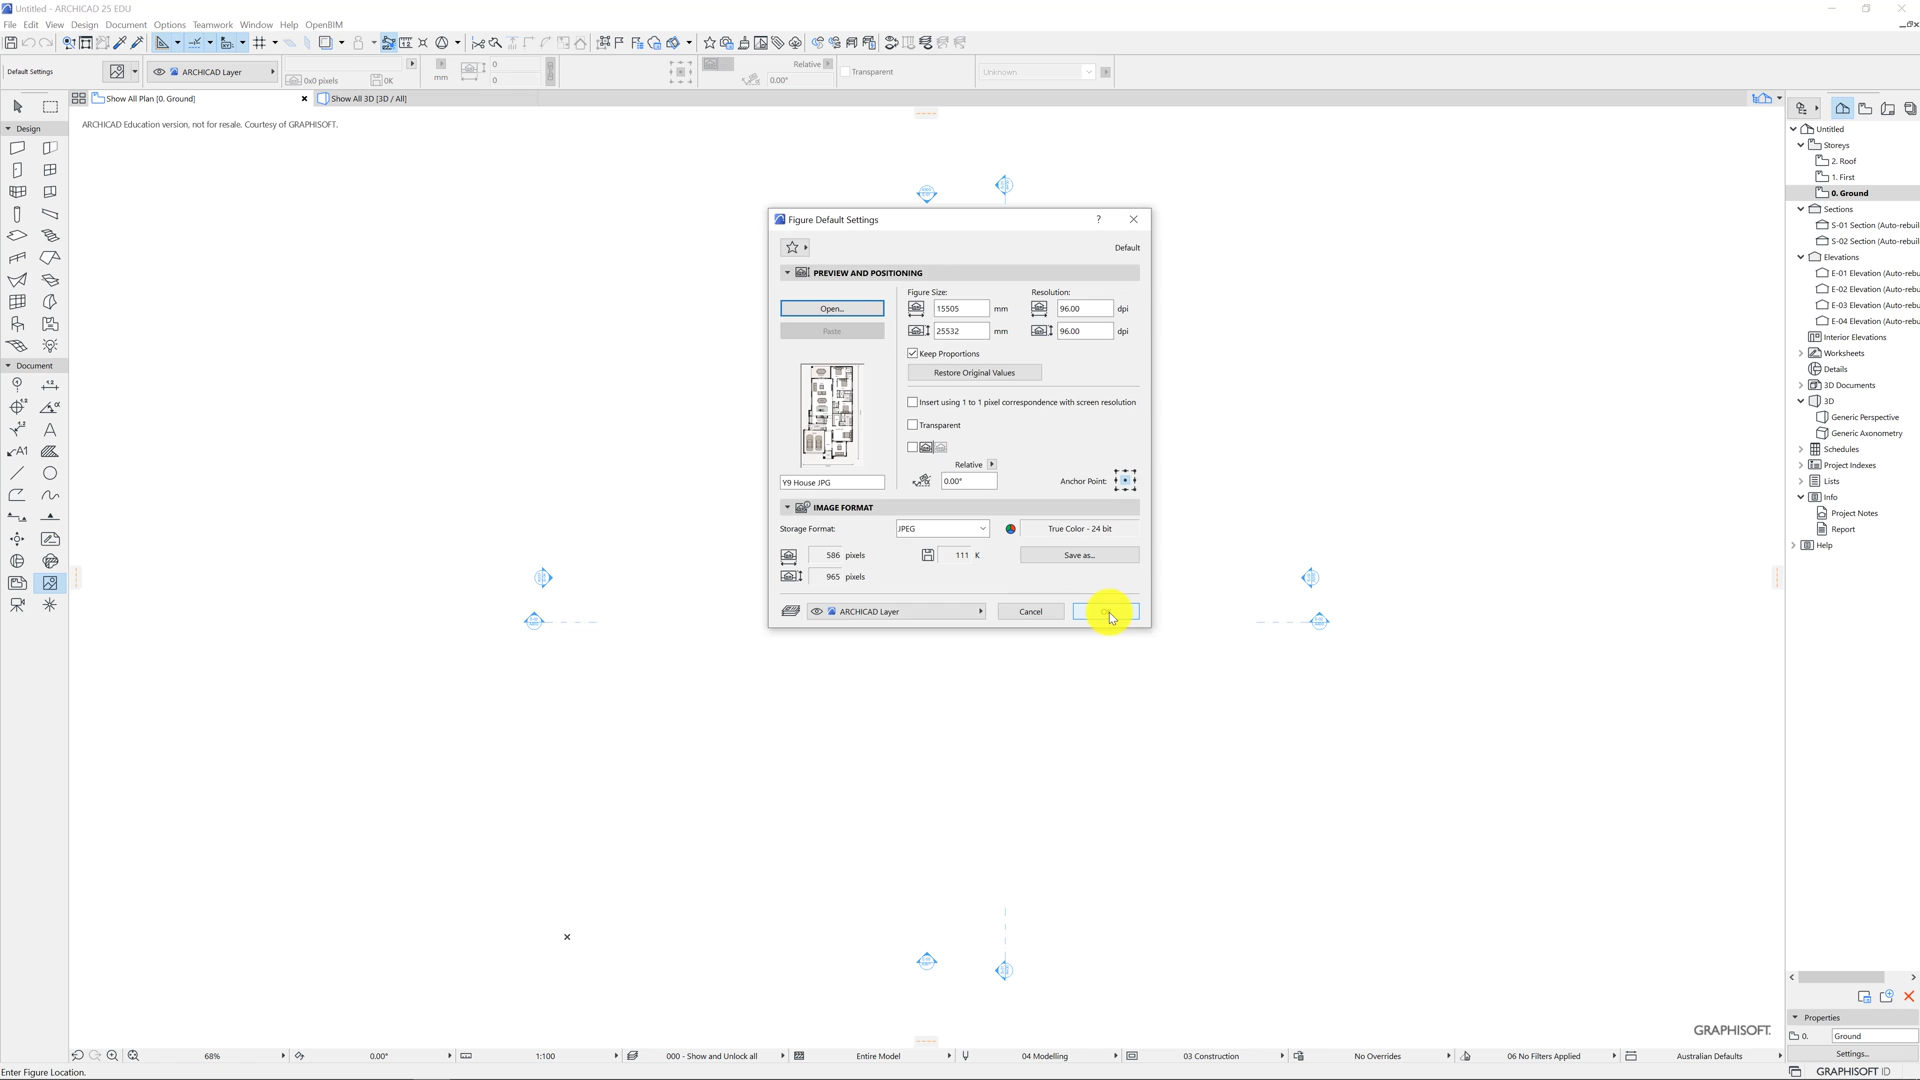 Untitled - ARCHICAD 25 EDU
File Edit View Design Document Options Teamwork Window Help OpenBIM
Default Settings
ARCHICAD Layer
0x0 pixels
0K
mm
0
0
Relative
0.00°
Transparent
Unknown
Show All Plan [0. Ground]
Show All 3D [3D / All]
ARCHICAD Education version, not for resale. Courtesy of GRAPHISOFT.
Design
Document
Figure Default Settings
?
Default
PREVIEW AND POSITIONING
Open...
Paste
Figure Size:
Resolution:
15505 mm
96.00 dpi
25532 mm
96.00 dpi
Keep Proportions
Restore Original Values
Insert using 1 to 1 pixel correspondence with screen resolution
Transparent
Relative
0.00°
Anchor Point:
Y9 House JPG
IMAGE FORMAT
Storage Format:
JPEG
True Color - 24 bit
586 pixels
111 K
Save as...
965 pixels
ARCHICAD Layer
Cancel
Untitled
Storeys
2. Roof
1. First
0. Ground
Sections
S-01 Section (Auto-rebuil
S-02 Section (Auto-rebuil
Elevations
E-01 Elevation (Auto-rebu
E-02 Elevation (Auto-rebu
E-03 Elevation (Auto-rebu
E-04 Elevation (Auto-rebu
Interior Elevations
Worksheets
Details
3D Documents
3D
Generic Perspective
Generic Axonometry
Schedules
Project Indexes
Lists
Info
Project Notes
Report
Help
GRAPHISOFT.
Properties
0.
Ground
Settings...
68%
0.00°
1:100
000 - Show and Unlock all
Entire Model
04 Modelling
03 Construction
No Overrides
06 No Filters Applied
Australian Defaults
Enter Figure Location.
GRAPHISOFT ID